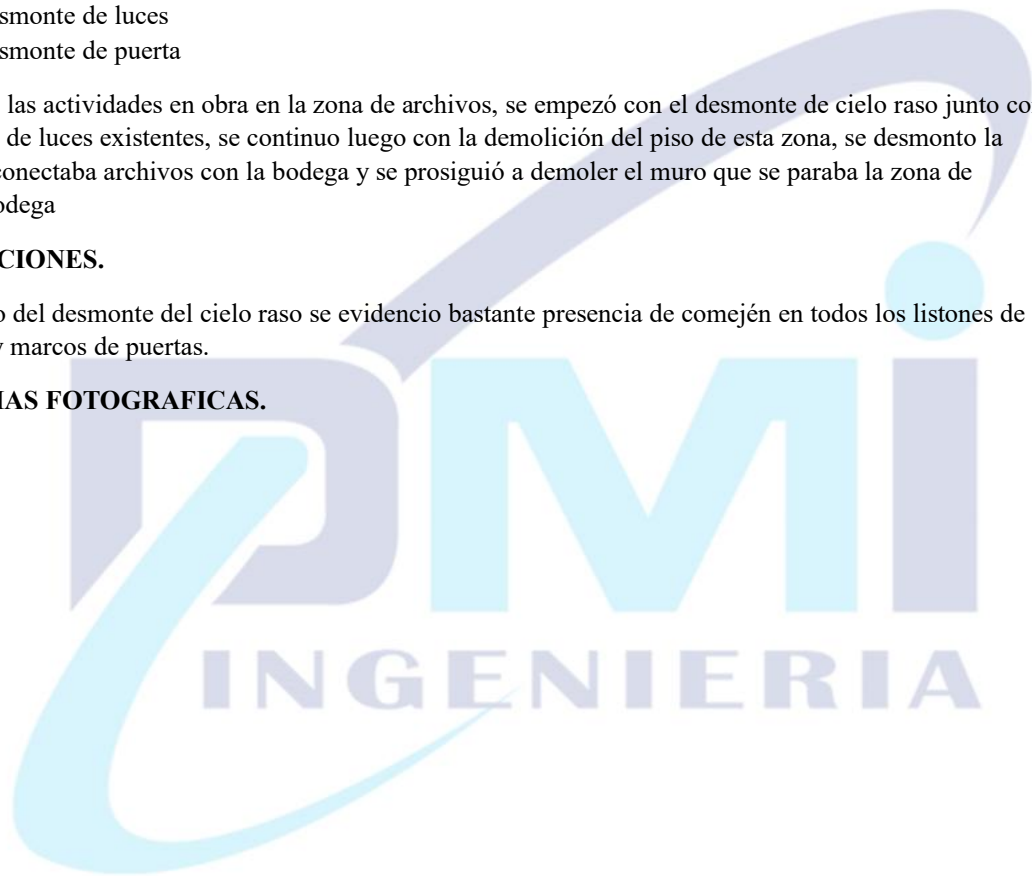 smonte de luces
smonte de puerta
las actividades en obra en la zona de archivos, se empezó con el desmonte de cielo raso junto co
de luces existentes, se continuo luego con la demolición del piso de esta zona, se desmonto la
conectaba archivos con la bodega y se prosiguió a demoler el muro que se paraba la zona de
odega
CIONES.
o del desmonte del cielo raso se evidencio bastante presencia de comején en todos los listones de
y marcos de puertas.
IAS FOTOGRAFICAS.
DMi
INGENIERIA